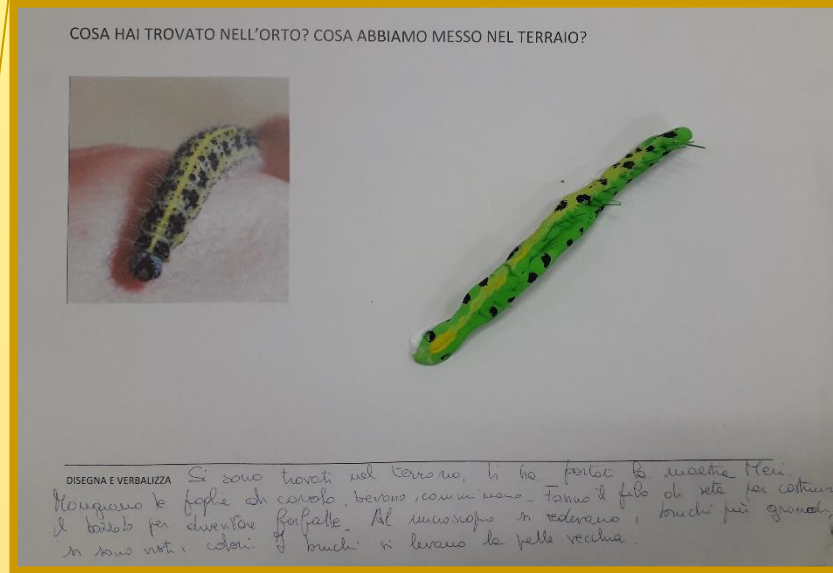 COSA HAI TROVATO NELL'ORTO? COSA ABBIAMO MESSO NEL TERRAIO?
DISEGNA E VERBALIZZA Si sono trovati nel terreno, li ha portati la maestra Meri.
Mangiano le foglie di cavolo, bevono, camminano. Fanno il filo di seta per costruire
il bozzolo per diventare farfalle. Al microscopio si vedevano i bruchi più grandi,
si sono visti i colori. I bruchi si levano la pelle vecchia.